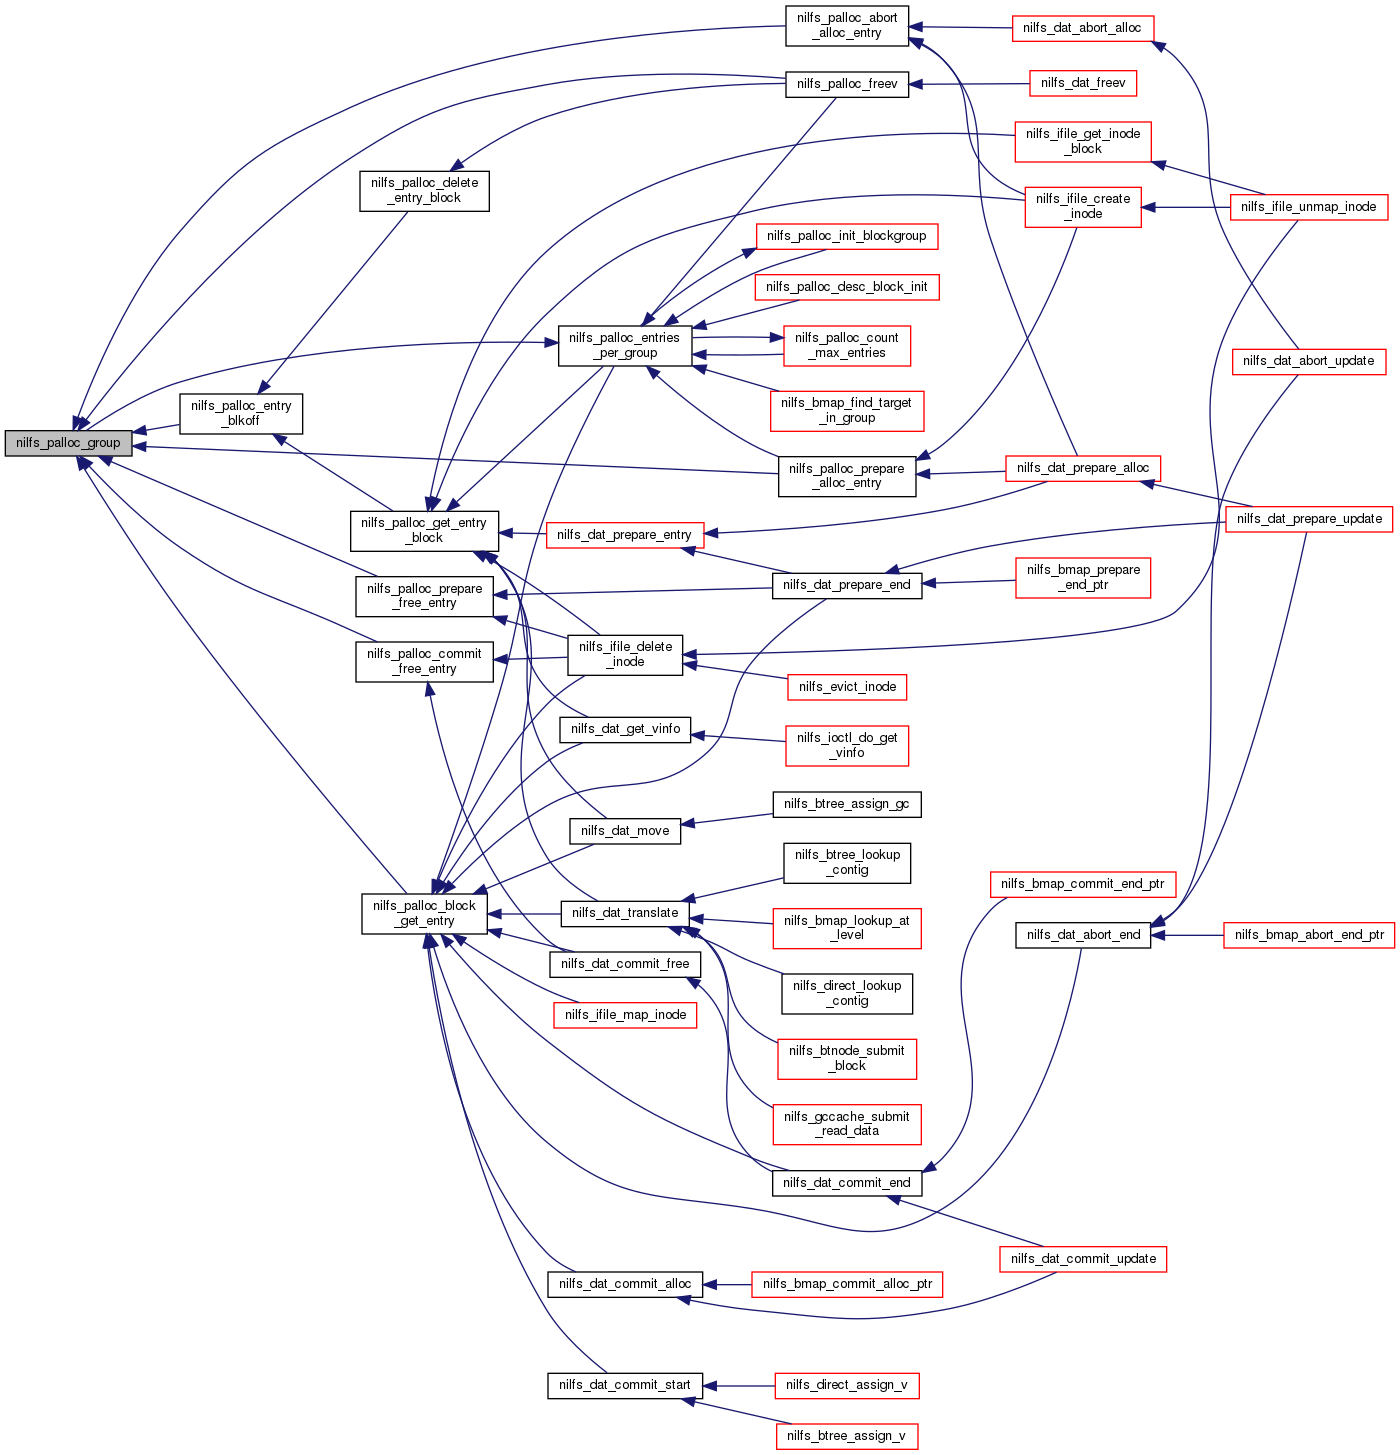 nilfs_palloc_abort
_alloc_entry
nilfs_dat_abort_alloc
nilfs_palloc_freev
nilfs_dat_freev
nilfs_ifile_get_inode
_block
nilfs_palloc_delete
_entry_block
nilfs_ifile_create
_inode
nilfs_ifile_unmap_inode
nilfs_palloc_init_blockgroup
nilfs_palloc_desc_block_init
nilfs_palloc_entries
_per_group
nilfs_palloc_count
_max_entries
nilfs_dat_abort_update
nilfs_palloc_entry
_blkoff
nilfs_bmap_find_target
_in_group
nilfs_palloc_group
nilfs_palloc_prepare
_alloc_entry
nilfs_dat_prepare_alloc
nilfs_palloc_get_entry
_block
nilfs_dat_prepare_entry
nilfs_dat_prepare_update
nilfs_palloc_prepare
_free_entry
nilfs_dat_prepare_end
nilfs_bmap_prepare
_end_ptr
nilfs_palloc_commit
_free_entry
nilfs_ifile_delete
_inode
nilfs_evict_inode
nilfs_dat_get_vinfo
nilfs_ioctl_do_get
_vinfo
nilfs_dat_move
nilfs_btree_assign_gc
nilfs_btree_lookup
_contig
nilfs_bmap_commit_end_ptr
nilfs_palloc_block
_get_entry
nilfs_dat_translate
nilfs_bmap_lookup_at
_level
nilfs_dat_abort_end
nilfs_bmap_abort_end_ptr
nilfs_dat_commit_free
nilfs_direct_lookup
_contig
nilfs_ifile_map_inode
nilfs_btnode_submit
_block
nilfs_gccache_submit
_read_data
nilfs_dat_commit_end
nilfs_dat_commit_update
nilfs_dat_commit_alloc
nilfs_bmap_commit_alloc_ptr
nilfs_dat_commit_start
nilfs_direct_assign_v
nilfs_btree_assign_v